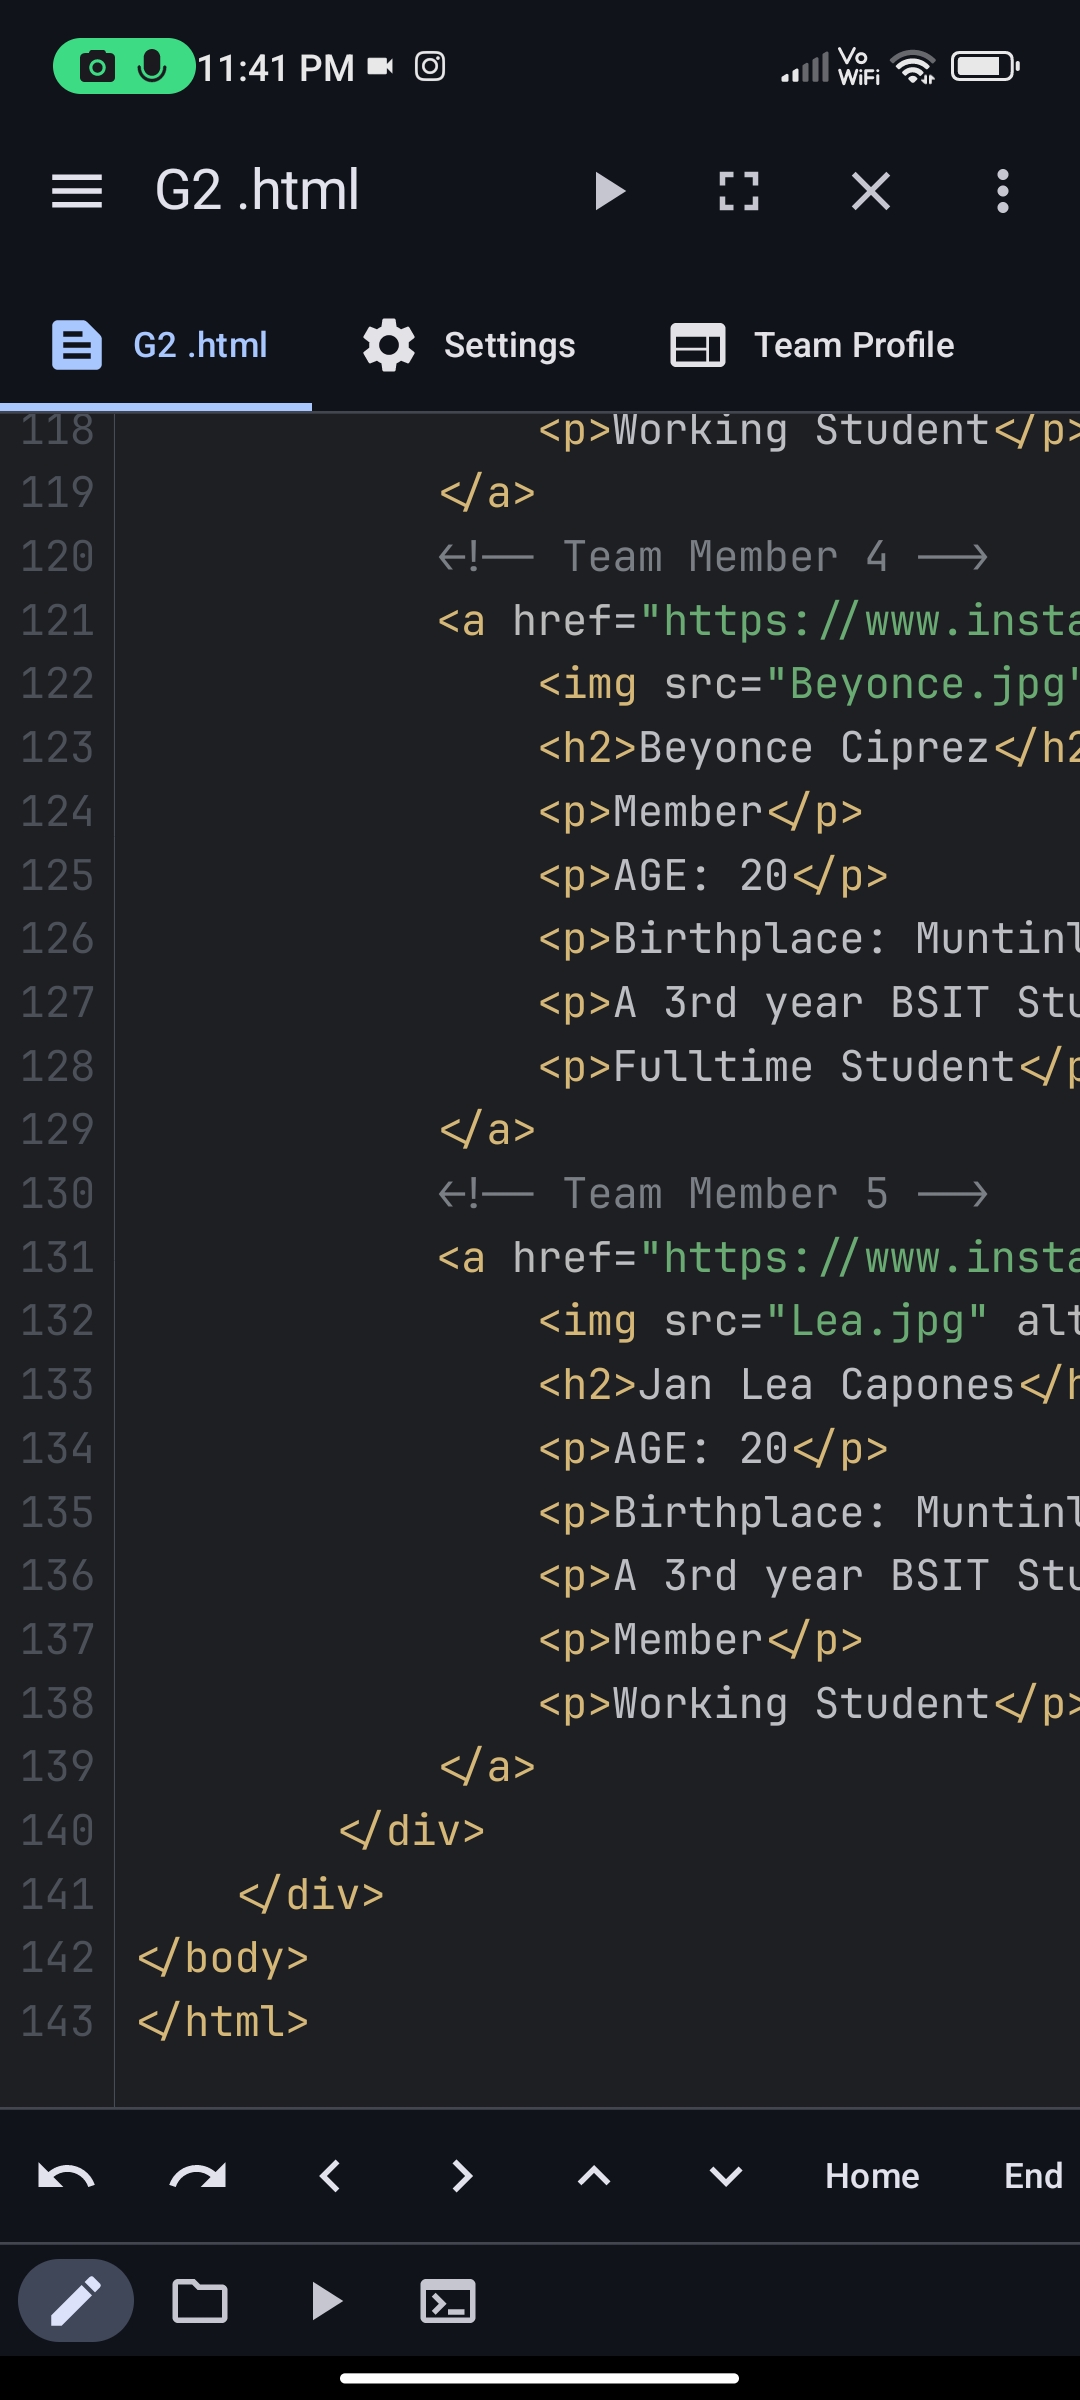 11:41 PM
Vo
WiFi
G2 .html
G2 .html
Settings
Team Profile
118 <p>Working Student</p>
119 </a>
120 <!-- Team Member 4 -->
121 <a href="https://www.insta
122 <img src="Beyonce.jpg"
123 <h2>Beyonce Ciprez</h2
124 <p>Member</p>
125 <p>AGE: 20</p>
126 <p>Birthplace: Muntinl
127 <p>A 3rd year BSIT Stu
128 <p>Fulltime Student</p
129 </a>
130 <!-- Team Member 5 -->
131 <a href="https://www.insta
132 <img src="Lea.jpg" alt
133 <h2>Jan Lea Capones</h
134 <p>AGE: 20</p>
135 <p>Birthplace: Muntinl
136 <p>A 3rd year BSIT Stu
137 <p>Member</p>
138 <p>Working Student</p>
139 </a>
140 </div>
141 </div>
142 </body>
143 </html>
Home
End